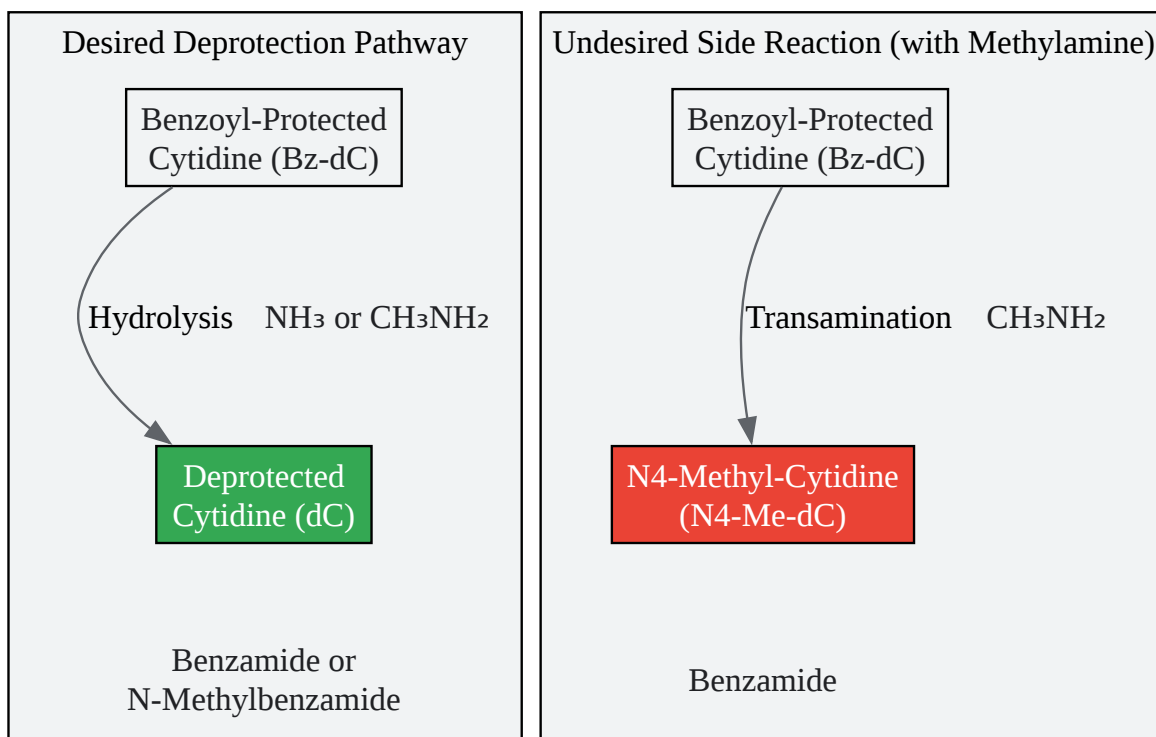 Desired Deprotection Pathway
Benzoyl-Protected
Cytidine (Bz-dC)
Hydrolysis NH₃ or CH₃NH₂
Deprotected
Cytidine (dC)
Benzamide or
N-Methylbenzamide
Undesired Side Reaction (with Methylamine)
Benzoyl-Protected
Cytidine (Bz-dC)
Transamination CH₃NH₂
N4-Methyl-Cytidine
(N4-Me-dC)
Benzamide